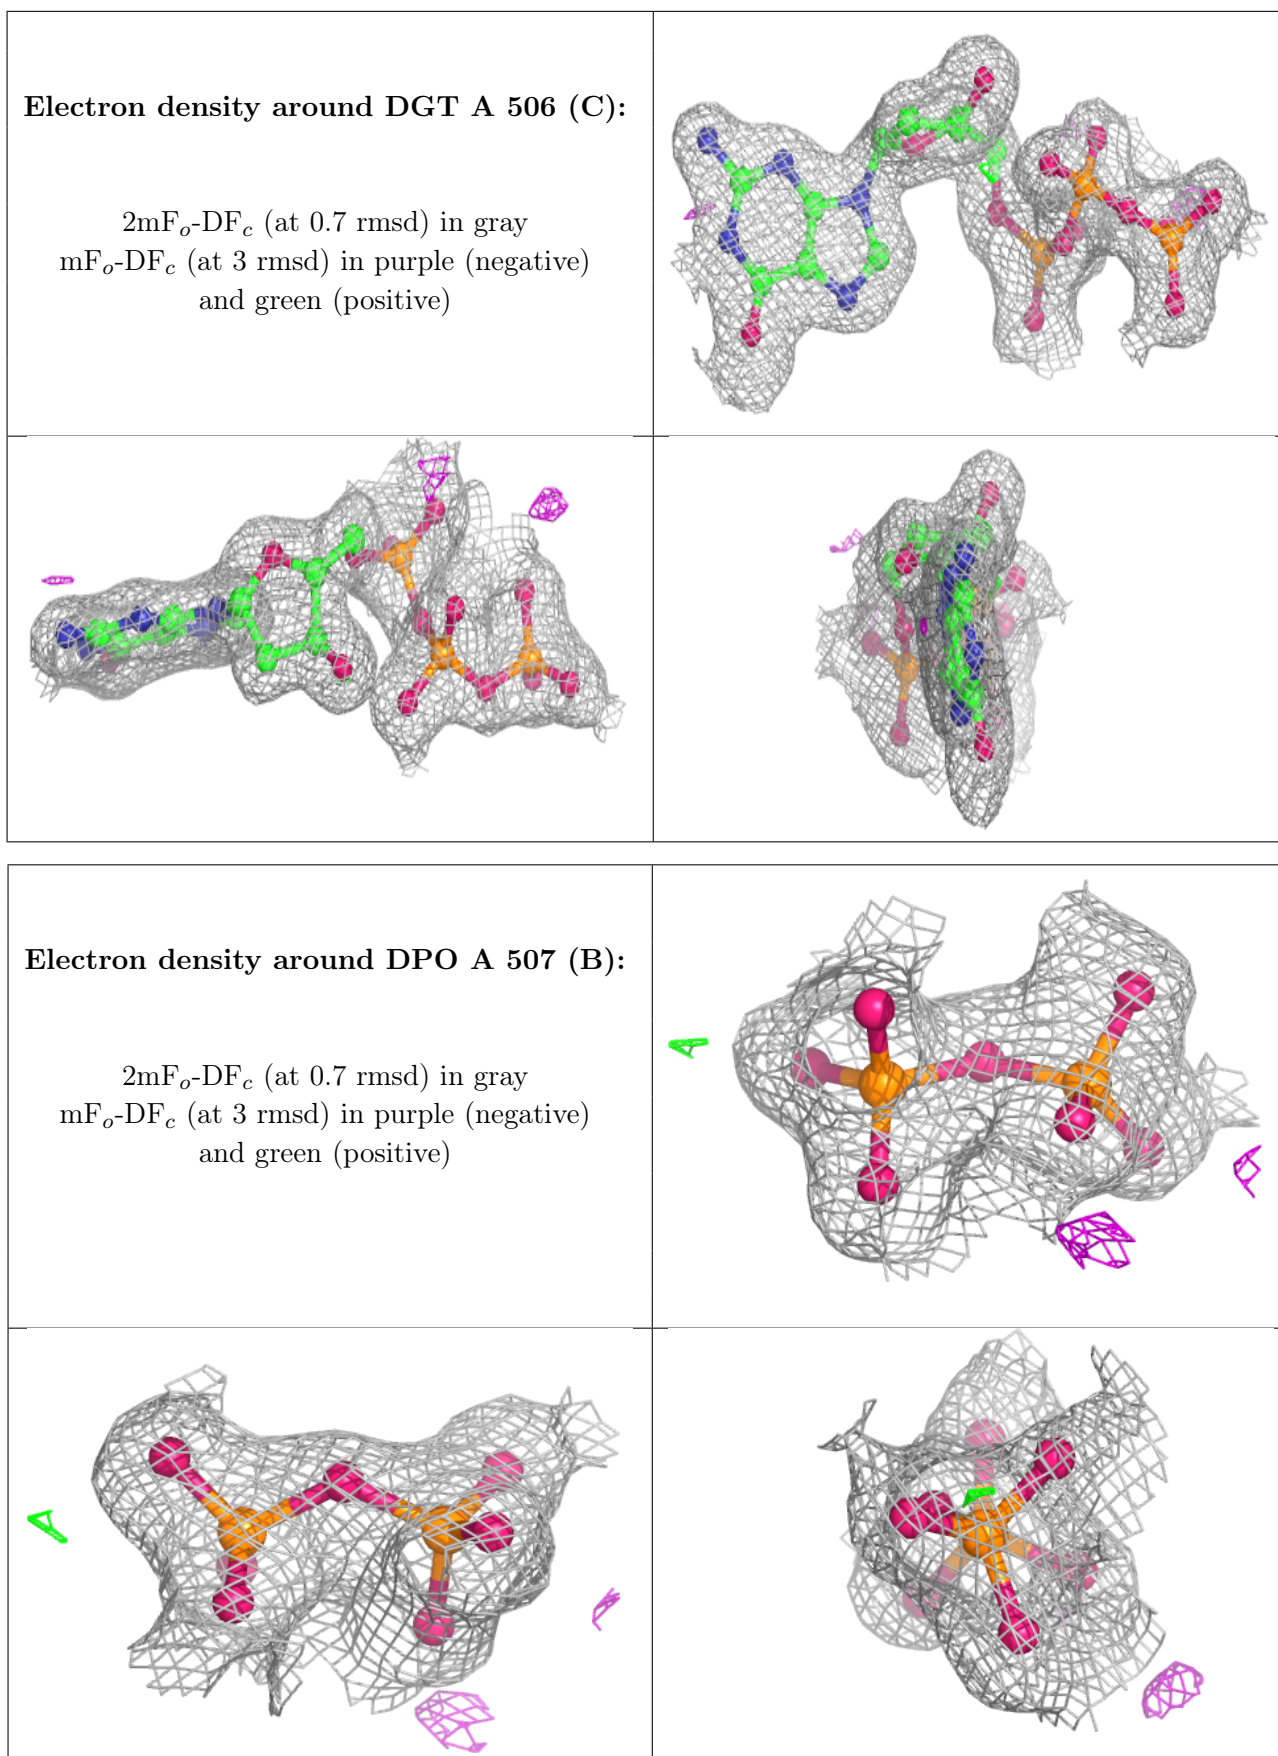 Electron density around DGT A 506 (C):
2mFo-DFc (at 0.7 rmsd) in gray
mFo-DFc (at 3 rmsd) in purple (negative)
and green (positive)
Electron density around DPO A 507 (B):
2mFo-DFc (at 0.7 rmsd) in gray
mFo-DFc (at 3 rmsd) in purple (negative)
and green (positive)